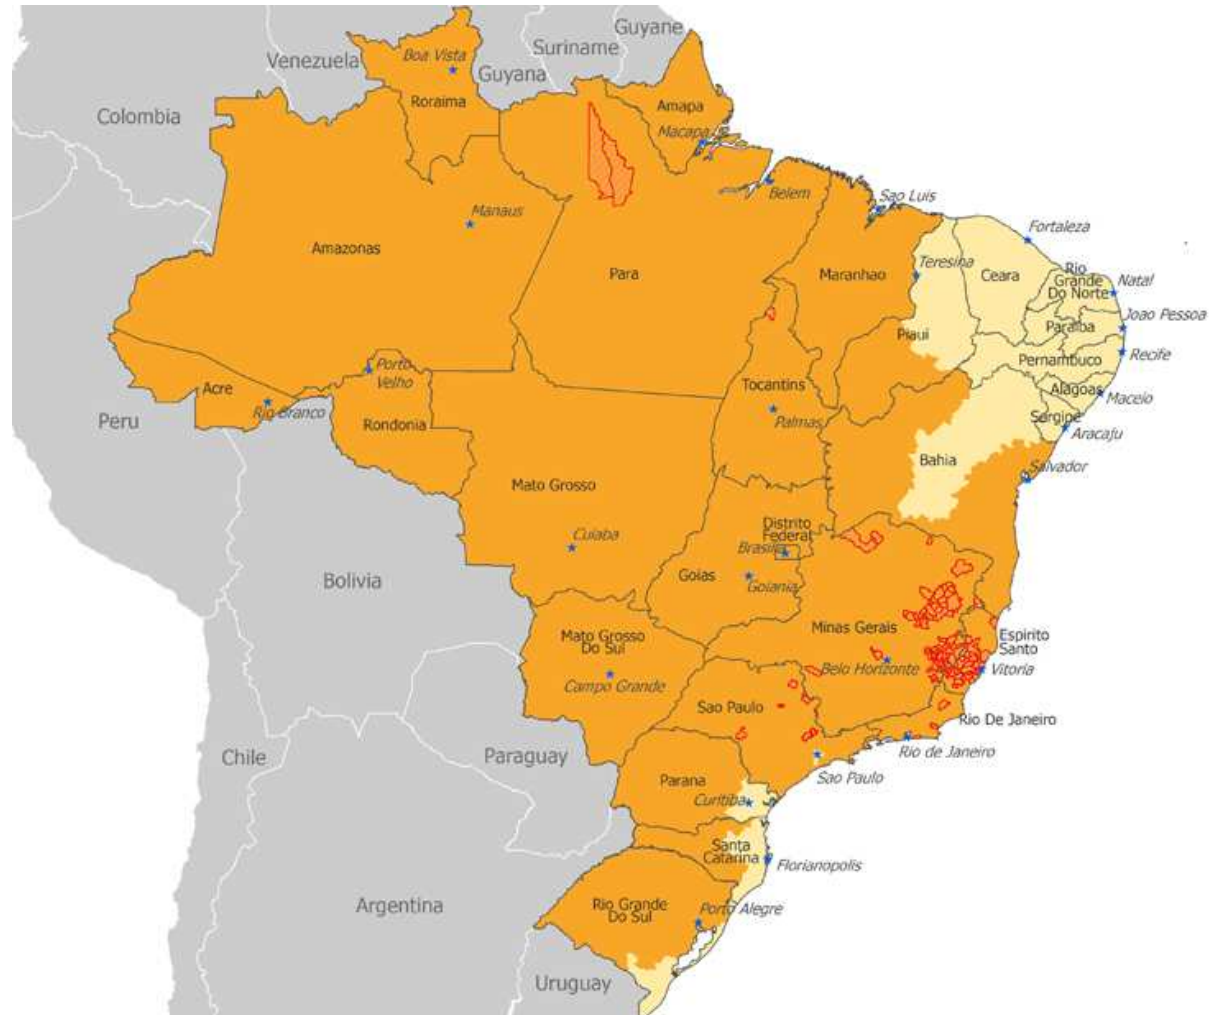 Guyane
Suriname
Venezuela
Boa Vista
Guyana
Roraima
Amapa
Colombia
Macapa
Belem
Sao Luis
Manaus
Fortaleza
Amazonas
Teresina
Para
Maranhao
Ceara
Rio
Grande
Do Norte
Natal
Joao Pessoa
Piaui
Paraiba
Recife
Pernambuco
Porto
Velho
Acre
Tocantins
Alagoas
Maceio
Rio Branco
Peru
Rondonia
Palmas
Sergipe
Aracaju
Bahia
Salvador
Mato Grosso
Distrito
Federal
Cuiaba
Brasilia
Bolivia
Goias
Goiania
Minas Gerais
Espirito
Santo
Mato Grosso
Do Sul
Belo Horizonte
Vitoria
Campo Grande
Sao Paulo
Rio De Janeiro
Chile
Paraguay
Rio de Janeiro
Sao Paulo
Parana
Curitiba
Santa
Catarina
Florianopolis
Argentina
Rio Grande
Do Sul
Porto Alegre
Uruguay